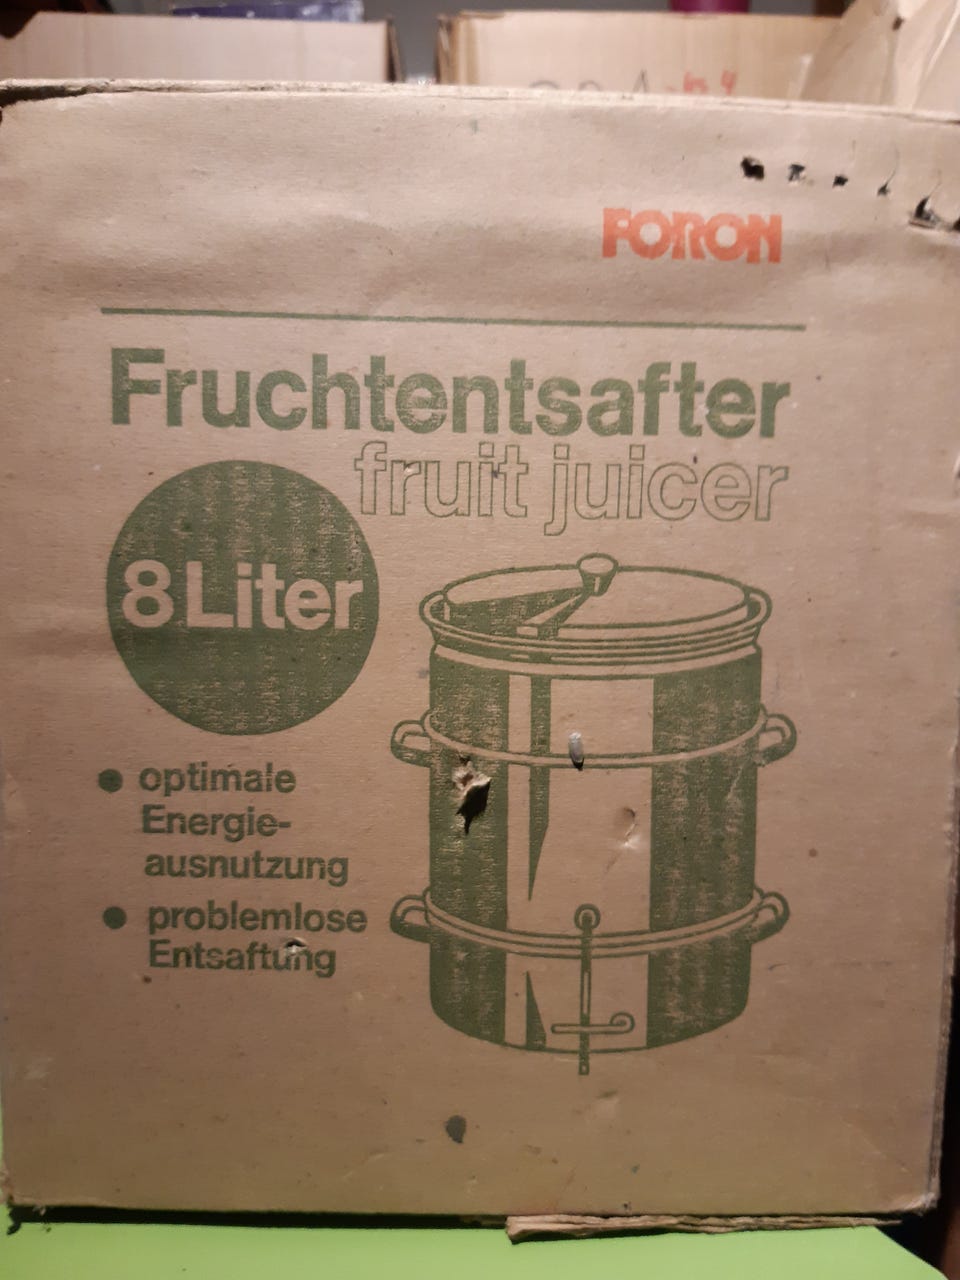 FORON
Fruchtentsafter
fruit juicer
8 Liter
• optimale
Energie-
ausnutzung
• problemlose
Entsaftung